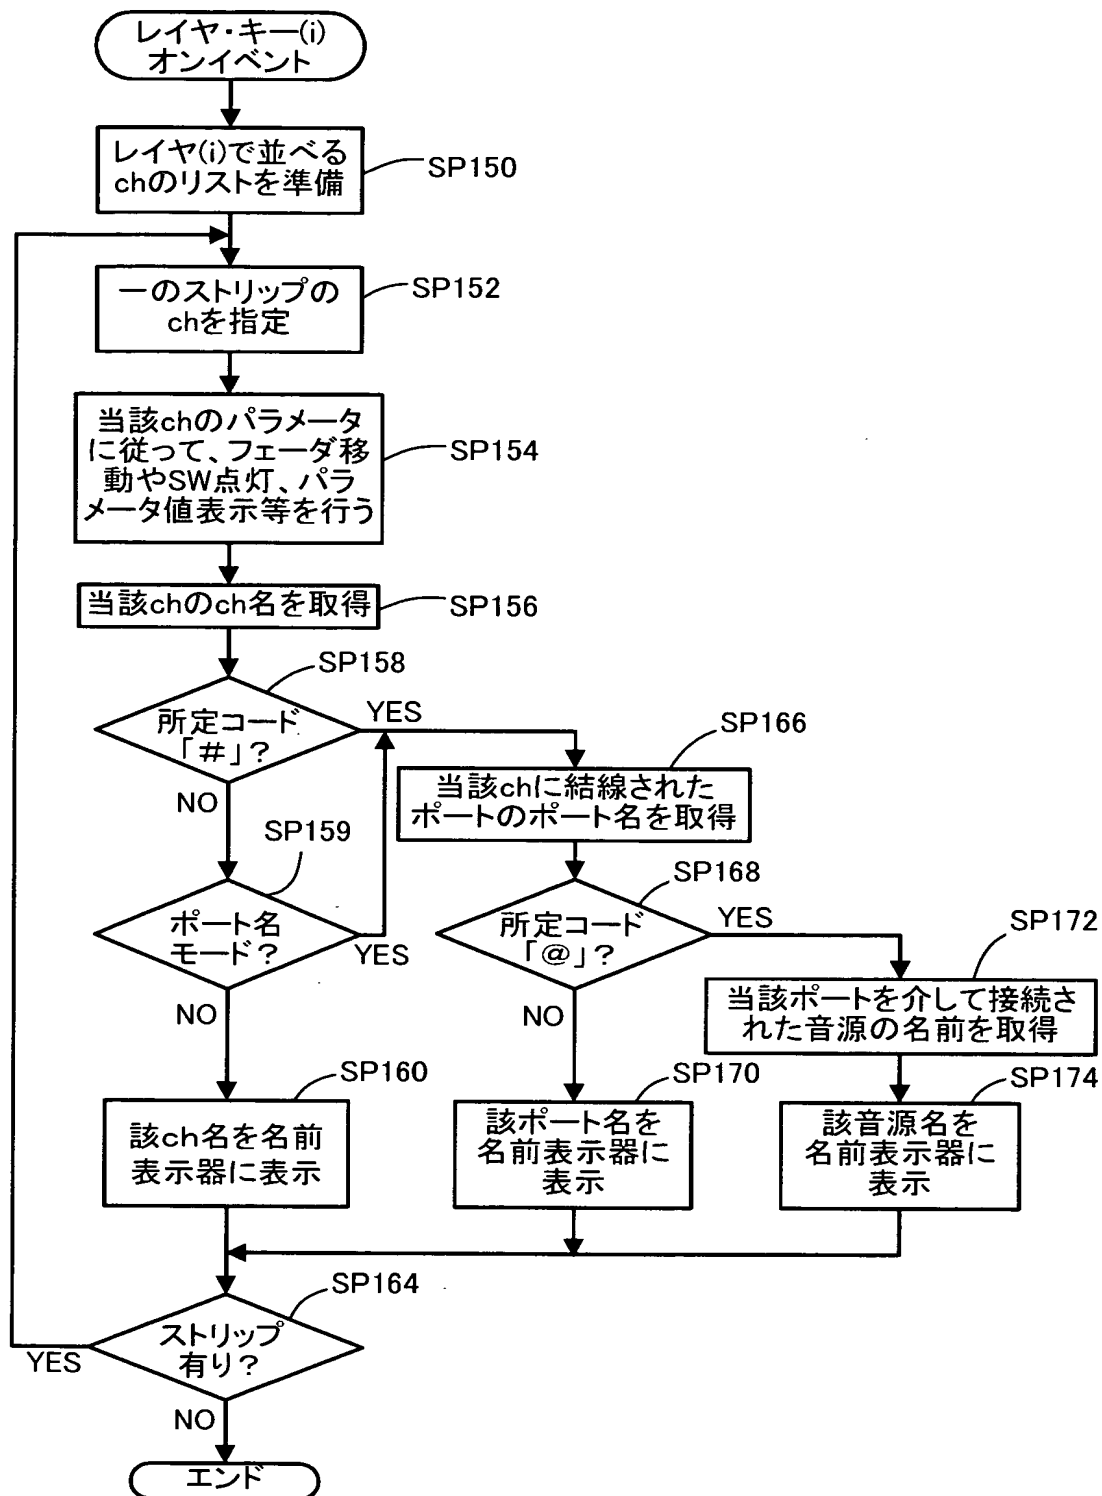 レイヤ・キー(i)
オンイベント
レイヤ(i)で並べる
chのリストを準備
SP150
一のストリップの
chを指定
SP152
当該chのパラメータ
に従って、フェーダ移
動やSW点灯、パラ
メータ値表示等を行う
SP154
当該chのch名を取得
SP156
SP158
所定コード
「#」?
YES
NO
SP166
当該chに結線された
ポートのポート名を取得
SP159
ポート名
モード?
YES
NO
SP168
所定コード
「@」?
YES
NO
SP172
当該ポートを介して接続さ
れた音源の名前を取得
SP160
該ch名を名前
表示器に表示
SP170
該ポート名を
名前表示器に
表示
SP174
該音源名を
名前表示器に
表示
SP164
ストリップ
有り?
YES
NO
エンド